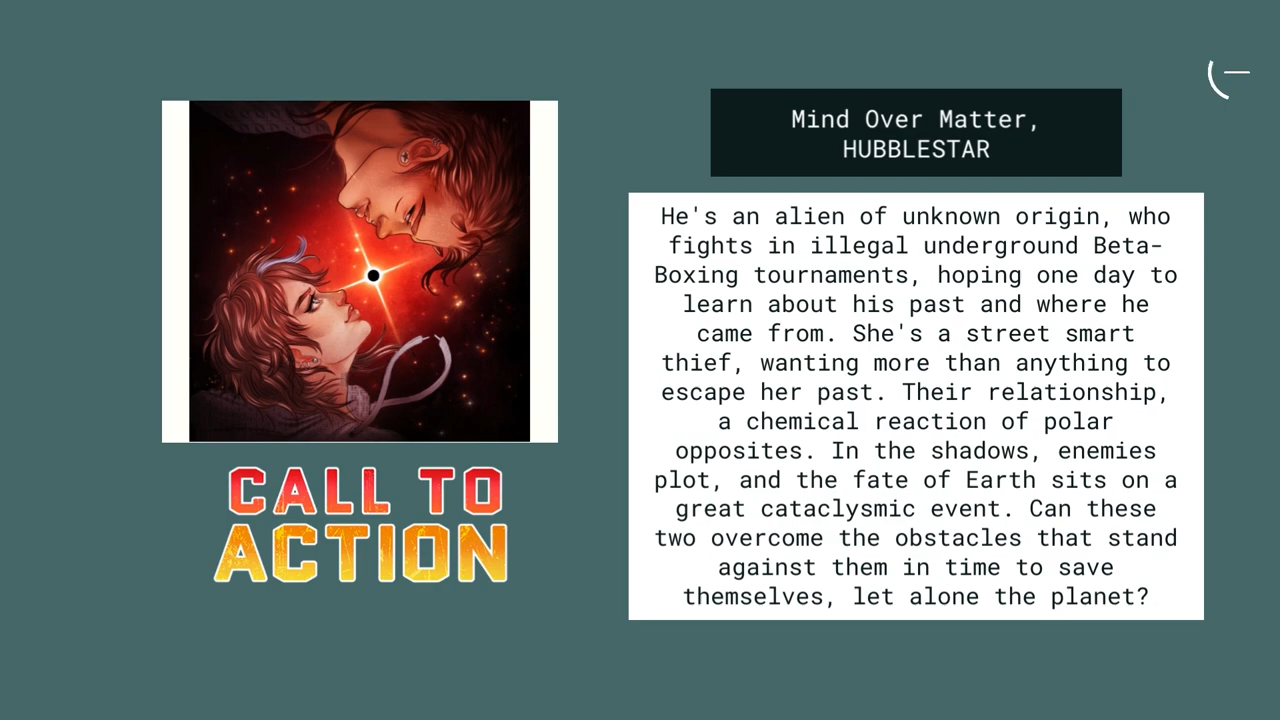 Mind Over Matter,
HUBBLESTAR
He's an alien of unknown origin, who
fights in illegal underground Beta-
Boxing tournaments, hoping one day to
learn about his past and where he
came from. She's a street smart
thief, wanting more than anything to
escape her past. Their relationship,
a chemical reaction of polar
opposites. In the shadows, enemies
plot, and the fate of Earth sits on a
great cataclysmic event. Can these
two overcome the obstacles that stand
against them in time to save
themselves, let alone the planet?
CALL TO
ACTION